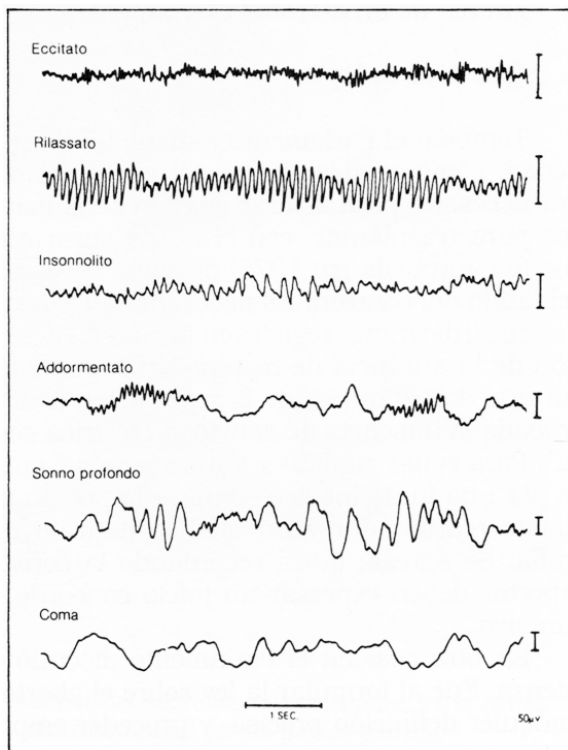 Eccitato
Rilassato
Insonnolito
Addormentato
Sonno profondo
Coma
1 SEC.
50μv